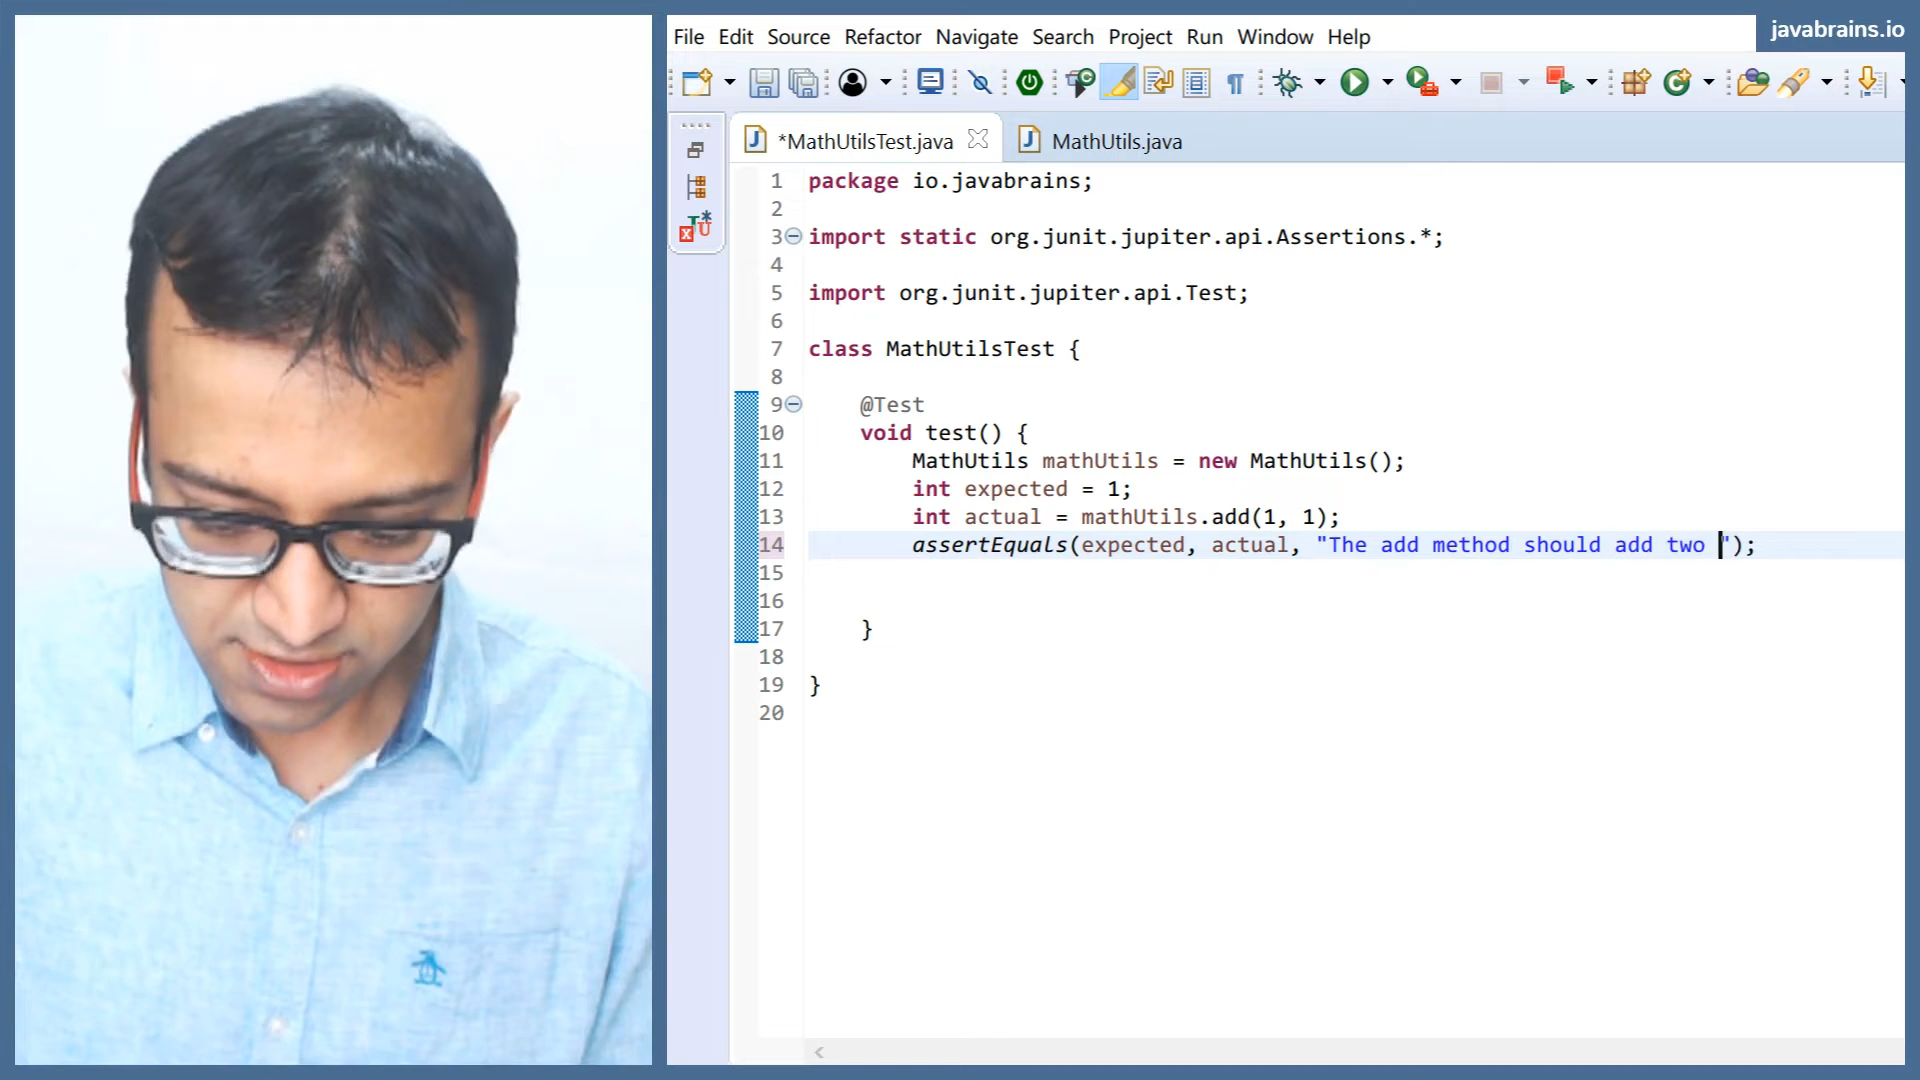 javabrains.io
File Edit Source Refactor Navigate Search Project Run Window Help
*MathUtilsTest.java MathUtils.java
1 package io.javabrains;
2
3 import static org.junit.jupiter.api.Assertions.*;
4
5 import org.junit.jupiter.api.Test;
6
7 class MathUtilsTest {
8
9 @Test
10 void test() {
11 MathUtils mathUtils = new MathUtils();
12 int expected = 1;
13 int actual = mathUtils.add(1, 1);
14 assertEquals(expected, actual, "The add method should add two ");
15
16
17 }
18
19 }
20